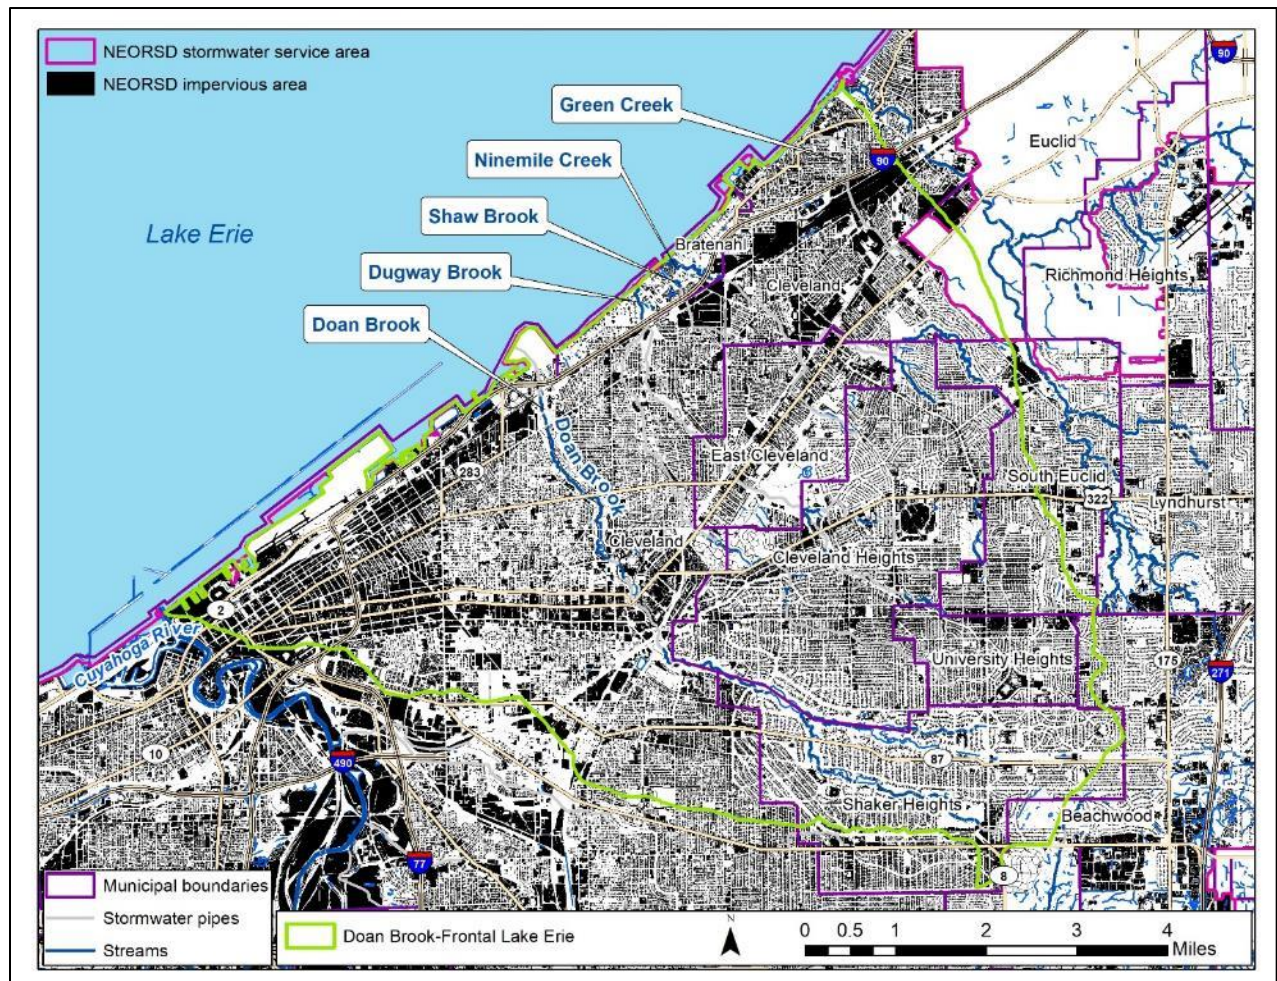 NEORSD stormwater service area
NEORSD impervious area
90
Green Creek
Euclid
Ninemile Creek
90
Shaw Brook
Lake Erie
Bratenahl
Dugway Brook
Richmond Heights
Cleveland
Doan Brook
Doan Brook
East Cleveland
283
South Euclid
322
Lyndhurst
Cleveland
Cleveland Heights
2
Cuyahoga River
University Heights
175
271
10
490
87
Shaker Heights
Beachwood
77
8
Municipal boundaries
Stormwater pipes
Streams
Doan Brook-Frontal Lake Erie
N
0 0.5 1 2 3 4
Miles